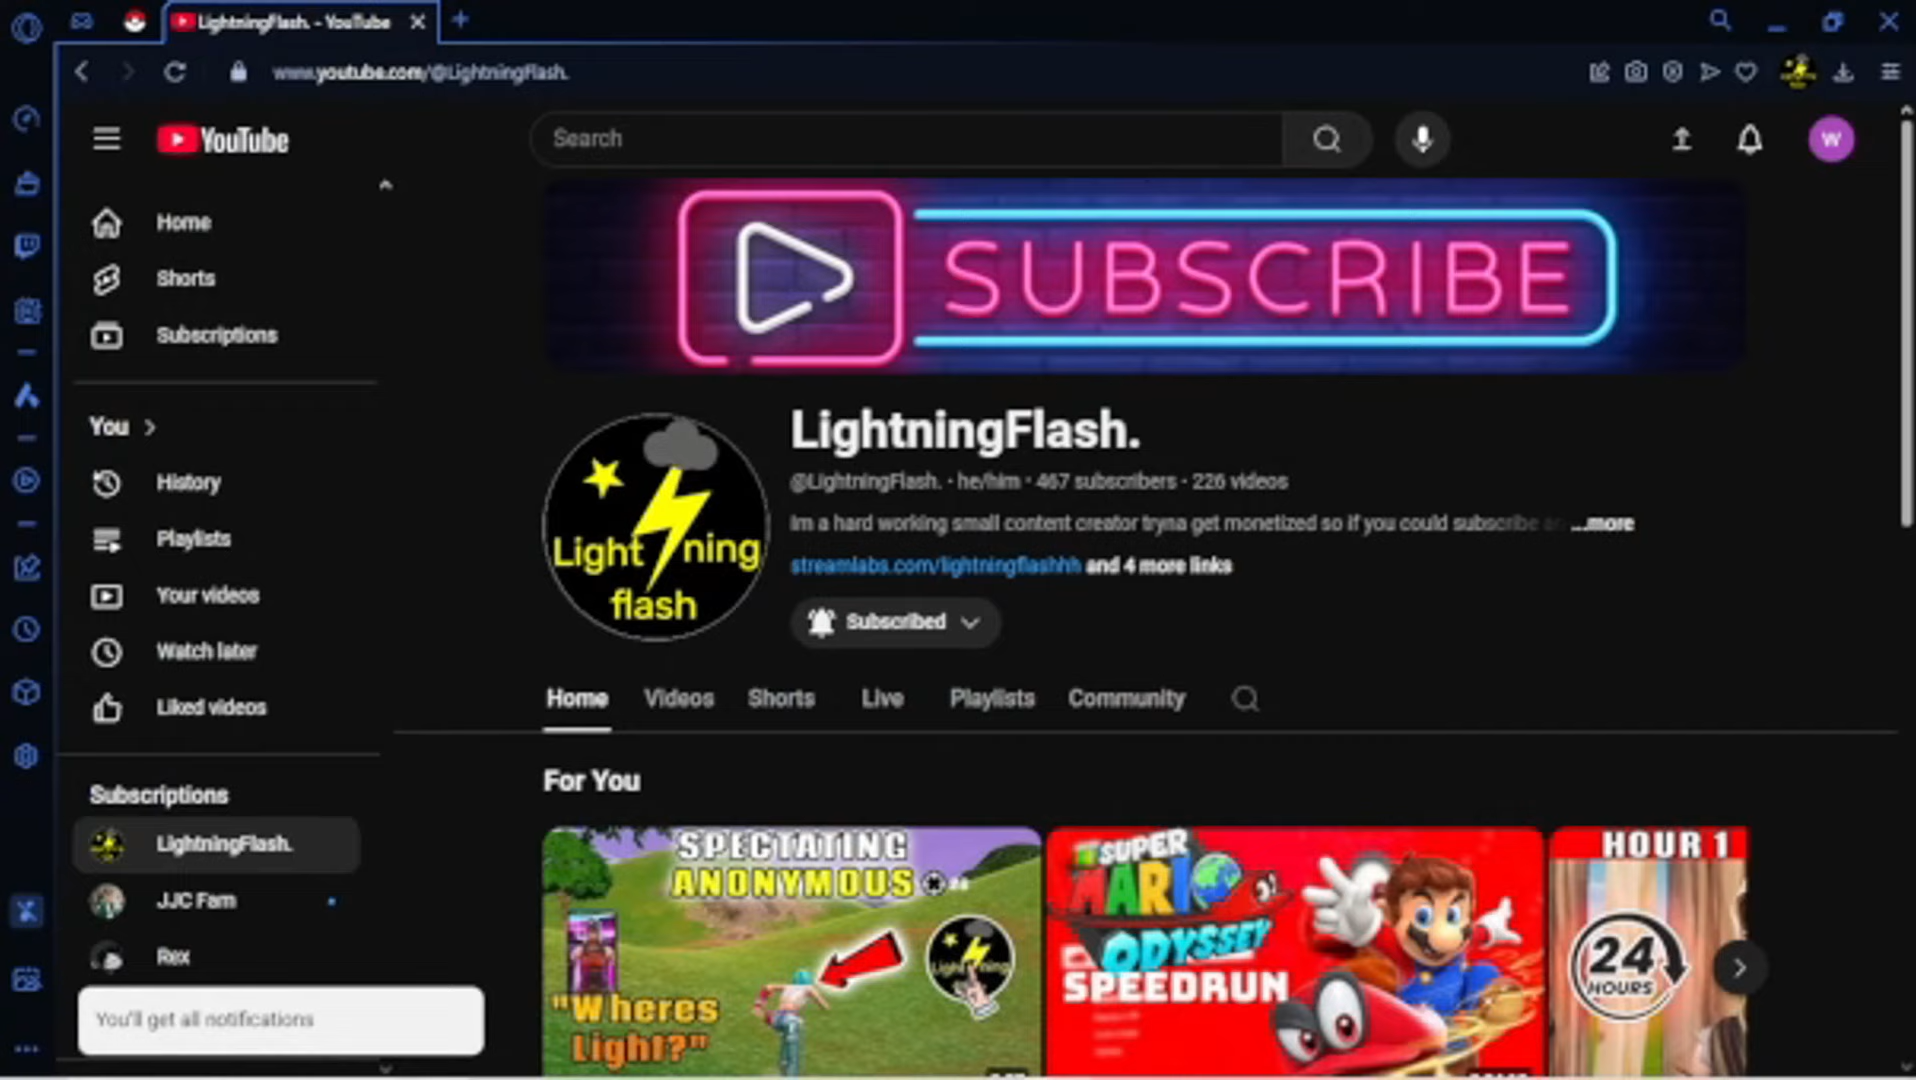 LightningFlash. - YouTube
www.youtube.com/@LightningFlash.
YouTube
Search
W
Home
Shorts
Subscriptions
SUBSCRIBE
You
History
Playlists
Your videos
Watch later
Liked videos
Subscriptions
LightningFlash.
JJC Fam
Rex
You'll get all notifications
Light ning
flash
LightningFlash.
@LightningFlash. • he/him • 467 subscribers • 226 videos
Im a hard working small content creator tryna get monetized so if you could subscribe ...more
streamlabs.com/lightningflashhh and 4 more links
Subscribed
Home Videos Shorts Live Playlists Community
For You
SPECTATING
ANONYMOUS
"Wheres
Light?"
SUPER
MARIO
ODYSSEY
SPEEDRUN
HOUR 1
24
HOURS